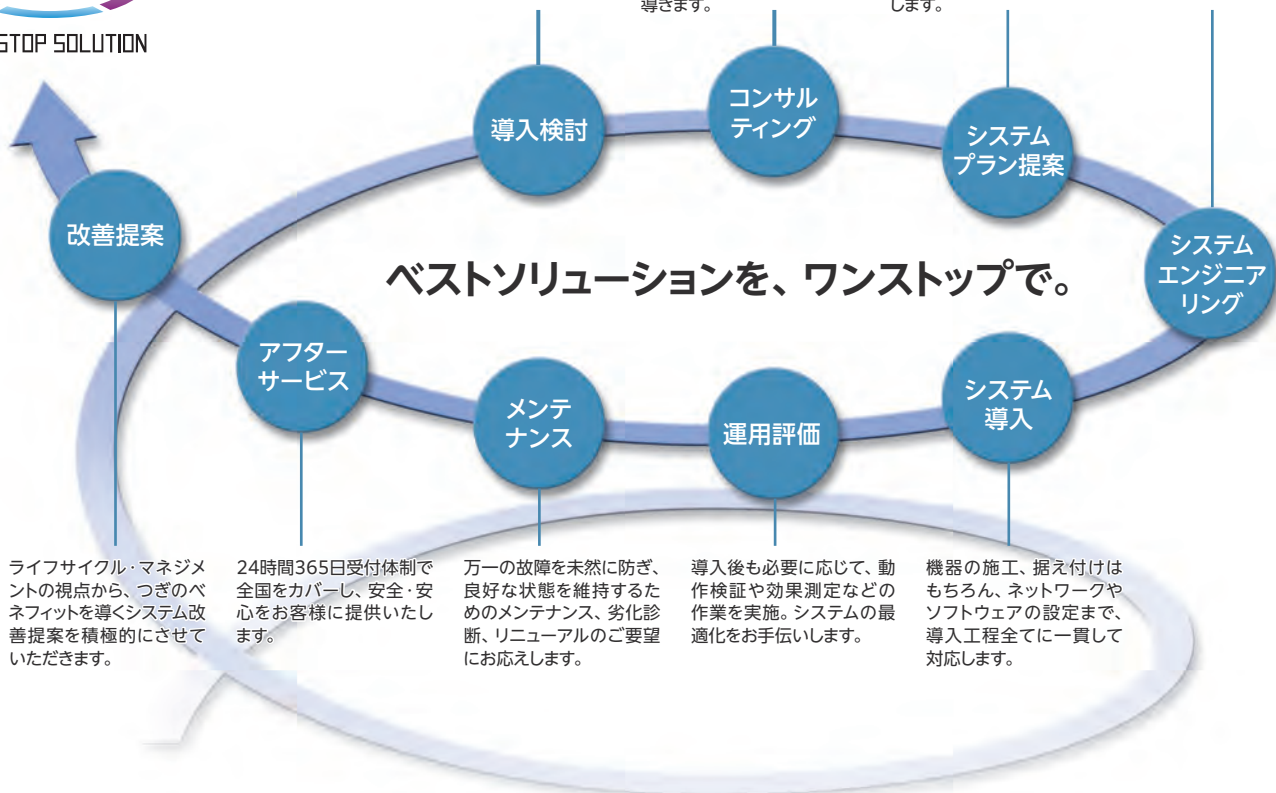 導きます。
します。
STOP SOLUTION
導入検討
コンサル
ティング
システム
プラン提案
システム
エンジニア
リング
改善提案
ベストソリューションを、ワンストップで。
アフター
サービス
メンテ
ナンス
運用評価
システム
導入
ライフサイクル・マネジメ
ントの視点から、つぎのベ
ネフィットを導くシステム改
善提案を積極的にさせて
いただきます。
24時間365日受付体制で
全国をカバーし、安全・安
心をお客様に提供いたし
ます。
万一の故障を未然に防ぎ、
良好な状態を維持するた
めのメンテナンス、劣化診
断、リニューアルのご要望
にお応えします。
導入後も必要に応じて、動
作検証や効果測定などの
作業を実施。システムの最
適化をお手伝いします。
機器の施工、据え付けは
もちろん、ネットワークや
ソフトウェアの設定まで、
導入工程全てに一貫して
対応します。